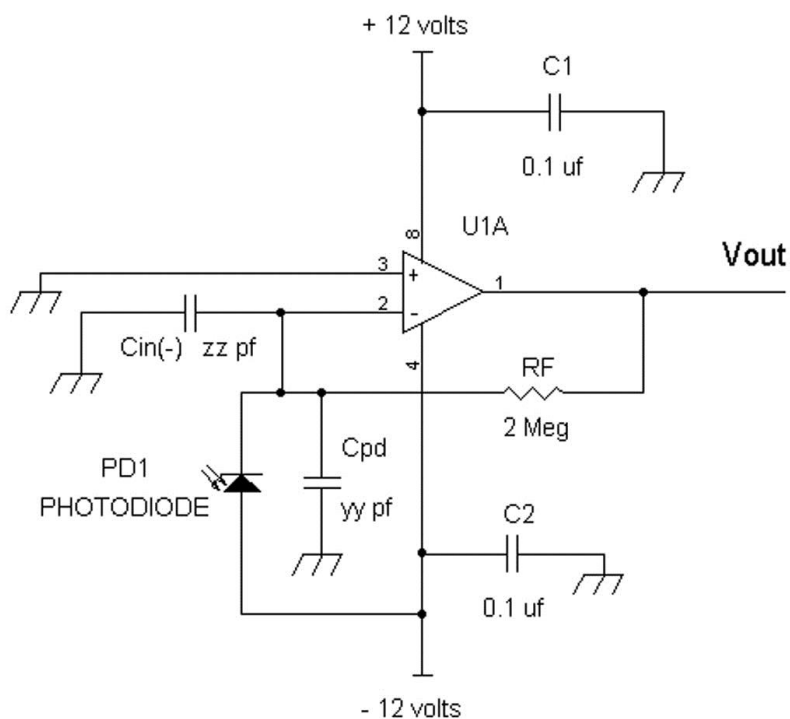 + 12 volts
C1
0.1 uf
U1A
8
Vout
3
+
1
2
-
Cin(-) zz pf
4
RF
2 Meg
Cpd
PD1
PHOTODIODE
yy pf
C2
0.1 uf
- 12 volts